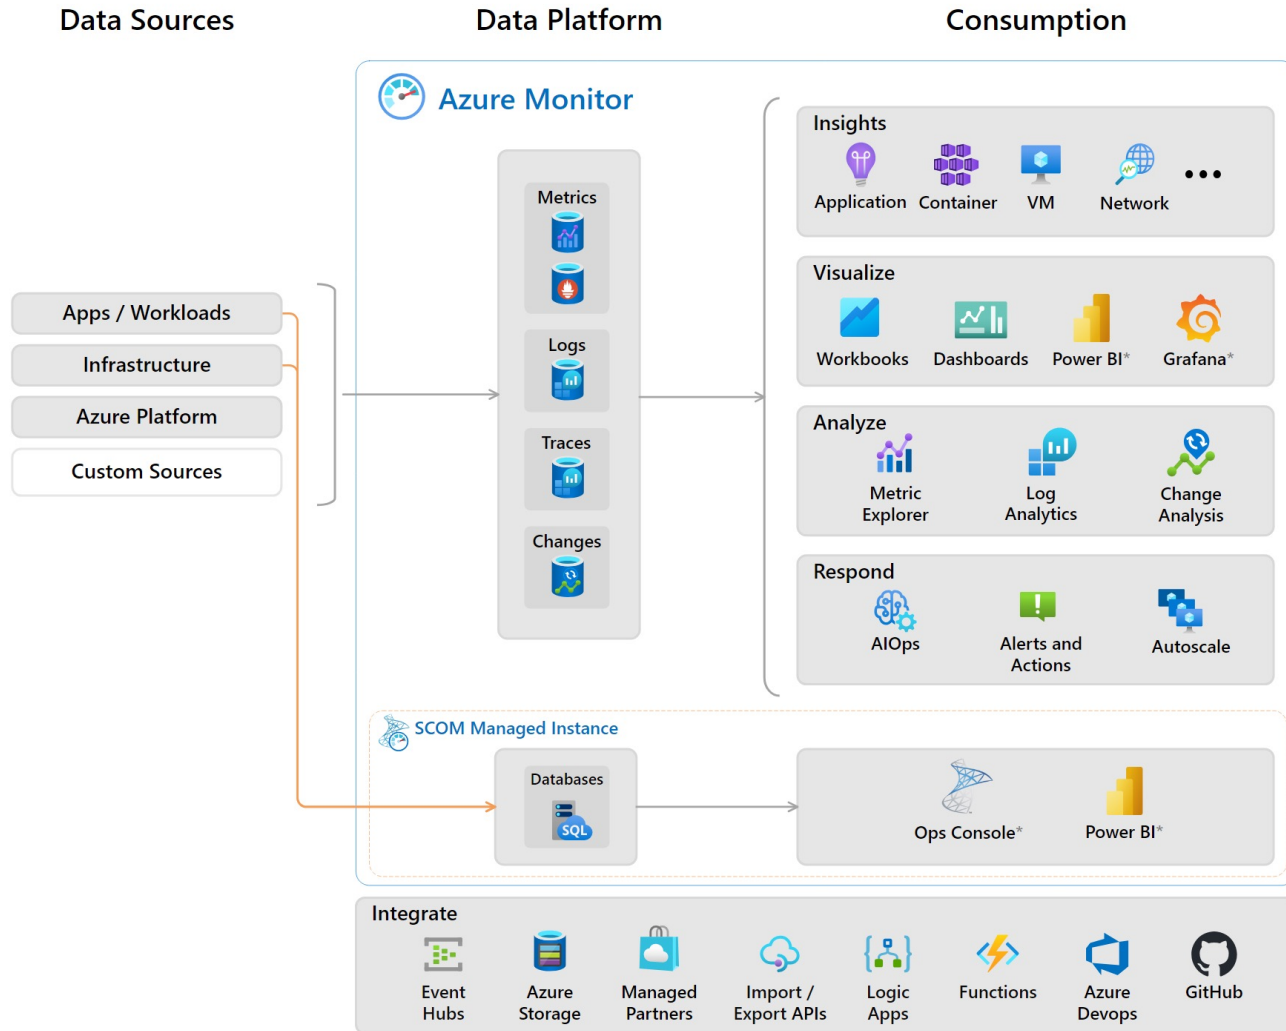 Data Sources
Data Platform
Consumption
Azure Monitor
Apps / Workloads
Infrastructure
Azure Platform
Custom Sources
Metrics
Logs
Traces
Changes
Insights
Application
Container
VM
Network
Visualize
Workbooks
Dashboards
Power BI*
Grafana*
Analyze
Metric
Explorer
Log
Analytics
Change
Analysis
Respond
AIOps
Alerts and
Actions
Autoscale
SCOM Managed Instance
Databases
SQL
Ops Console*
Power BI*
Integrate
Event
Hubs
Azure
Storage
Managed
Partners
Import /
Export APIs
Logic
Apps
Functions
Azure
Devops
GitHub